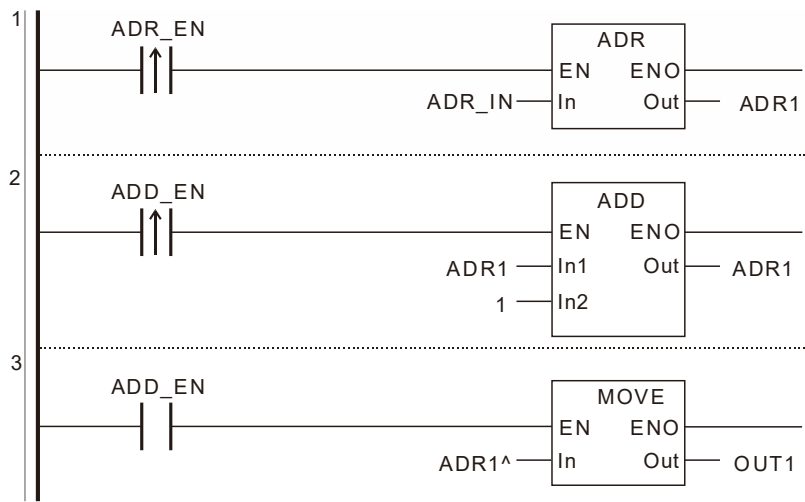 1
ADR_EN
ADR
EN ENO
ADR_IN In Out ADR1
2
ADD_EN
ADD
EN ENO
ADR1 In1 Out ADR1
1 In2
3
ADD_EN
MOVE
EN ENO
ADR1^ In Out OUT1